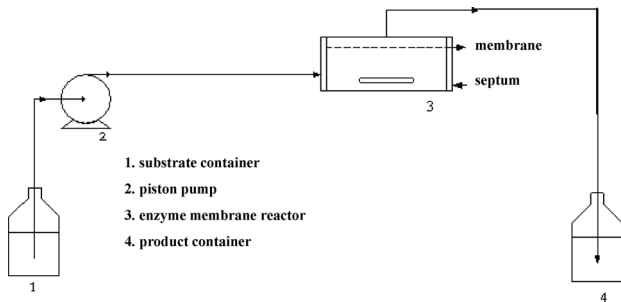 membrane
septum
3
2
1. substrate container
2. piston pump
3. enzyme membrane reactor
4. product container
1
4